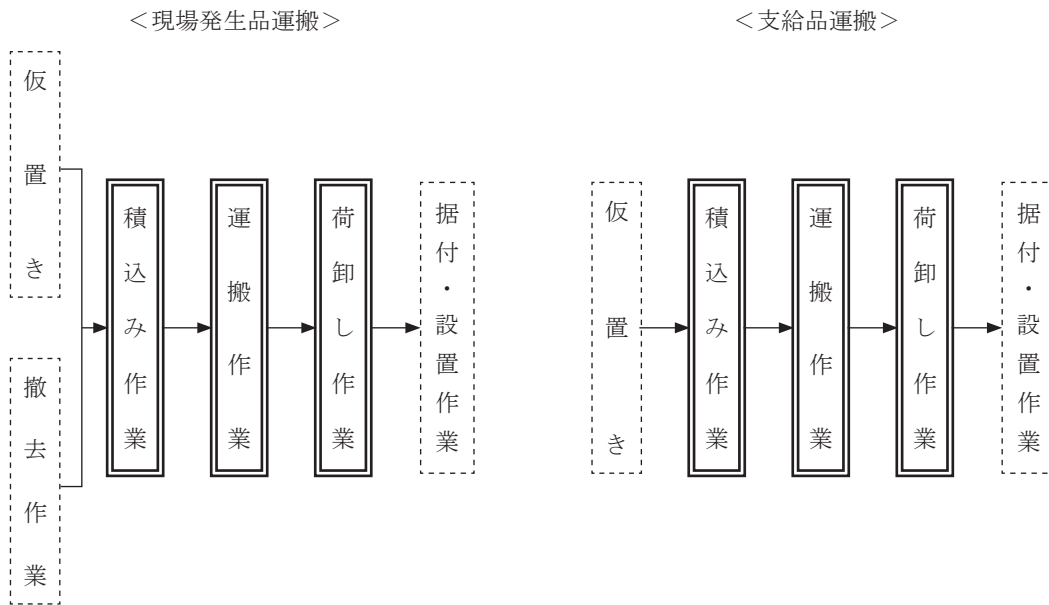 ＜現場発生品運搬＞
仮置き
撤去作業
積込み作業
運搬作業
荷卸し作業
据付・設置作業
＜支給品運搬＞
仮置き
積込み作業
運搬作業
荷卸し作業
据付・設置作業